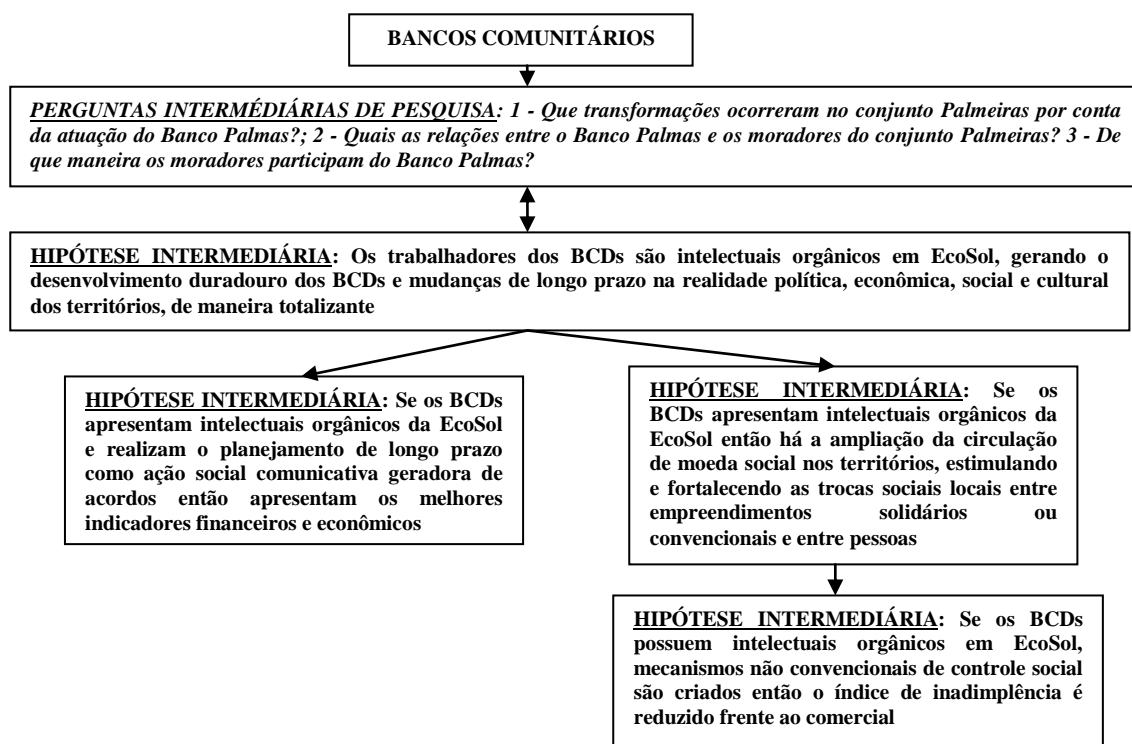 BANCOS COMUNITÁRIOS
PERGUNTAS INTERMÉDIÁRIAS DE PESQUISA: 1 - Que transformações ocorreram no conjunto Palmeiras por conta
da atuação do Banco Palmas?; 2 - Quais as relações entre o Banco Palmas e os moradores do conjunto Palmeiras? 3 - De
que maneira os moradores participam do Banco Palmas?
HIPÓTESE INTERMEDIÁRIA: Os trabalhadores dos BCDs são intelectuais orgânicos em EcoSol, gerando o
desenvolvimento duradouro dos BCDs e mudanças de longo prazo na realidade política, econômica, social e cultural
dos territórios, de maneira totalizante
HIPÓTESE INTERMEDIÁRIA: Se os BCDs
apresentam intelectuais orgânicos da EcoSol
e realizam o planejamento de longo prazo
como ação social comunicativa geradora de
acordos então apresentam os melhores
indicadores financeiros e econômicos
HIPÓTESE INTERMEDIÁRIA: Se os
BCDs apresentam intelectuais orgânicos da
EcoSol então há a ampliação da circulação
de moeda social nos territórios, estimulando
e fortalecendo as trocas sociais locais entre
empreendimentos solidários ou
convencionais e entre pessoas
HIPÓTESE INTERMEDIÁRIA: Se os BCDs
possuem intelectuais orgânicos em EcoSol,
mecanismos não convencionais de controle social
são criados então o índice de inadimplência é
reduzido frente ao comercial